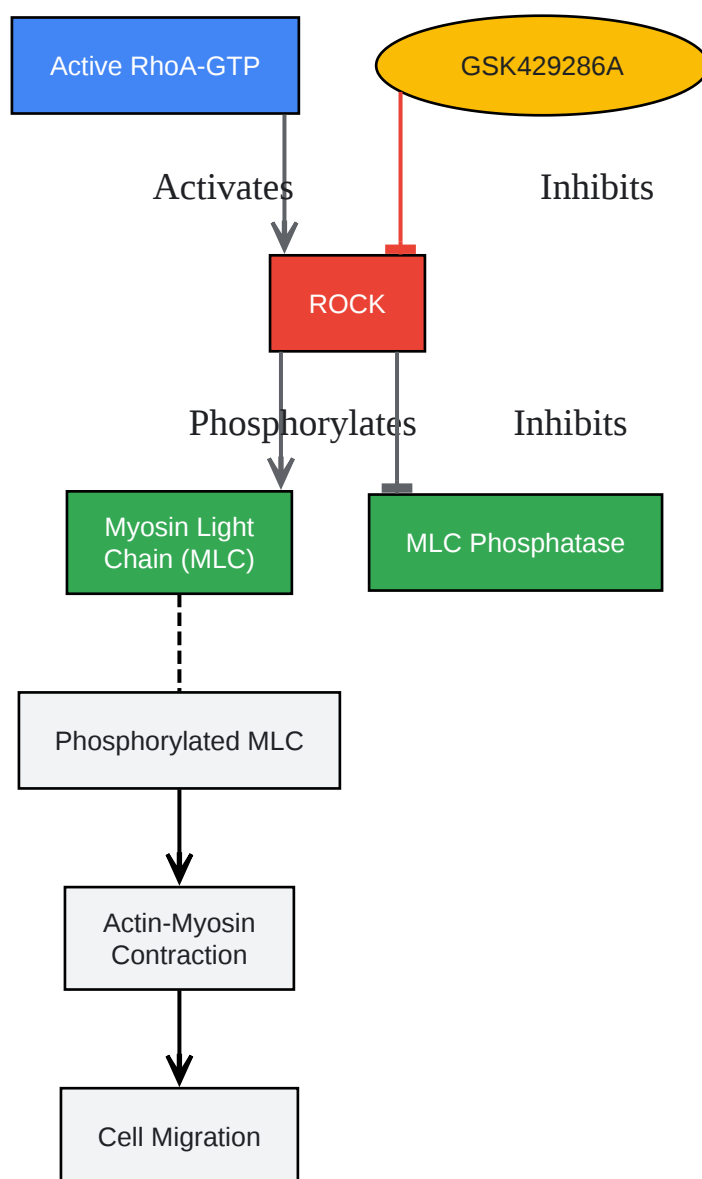 Active RhoA-GTP
GSK429286A
Activates
Inhibits
ROCK
Phosphorylates
Inhibits
Myosin Light
Chain (MLC)
MLC Phosphatase
Phosphorylated MLC
Actin-Myosin
Contraction
Cell Migration